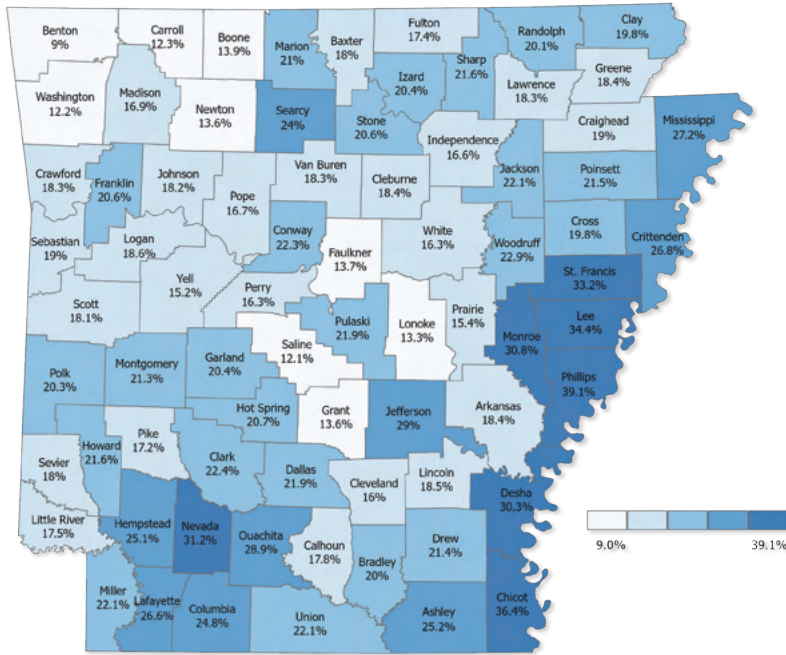 Benton
9%
Carroll
12.3%
Boone
13.9%
Marion
21%
Baxter
18%
Fulton
17.4%
Izard
20.4%
Sharp
21.6%
Randolph
20.1%
Clay
19.8%
Greene
18.4%
Lawrence
18.3%
Washington
12.2%
Madison
16.9%
Newton
13.6%
Searcy
24%
Stone
20.6%
Independence
16.6%
Craighead
19%
Mississippi
27.2%
Crawford
18.3%
Franklin
20.6%
Johnson
18.2%
Pope
16.7%
Van Buren
18.3%
Cleburne
18.4%
Jackson
22.1%
Poinsett
21.5%
Sebastian
19%
Logan
18.6%
Conway
22.3%
Faulkner
13.7%
White
16.3%
Woodruff
22.9%
Cross
19.8%
Crittenden
26.8%
St. Francis
33.2%
Scott
18.1%
Yell
15.2%
Perry
16.3%
Pulaski
21.9%
Lonoke
13.3%
Prairie
15.4%
Monroe
30.8%
Lee
34.4%
Saline
12.1%
Phillips
39.1%
Polk
20.3%
Montgomery
21.3%
Garland
20.4%
Hot Spring
20.7%
Grant
13.6%
Jefferson
29%
Arkansas
18.4%
Howard
21.6%
Pike
17.2%
Clark
22.4%
Dallas
21.9%
Cleveland
16%
Lincoln
18.5%
Desha
30.3%
Sevier
18%
Little River
17.5%
Hempstead
25.1%
Nevada
31.2%
Ouachita
28.9%
Calhoun
17.8%
Bradley
20%
Drew
21.4%
Chicot
36.4%
Miller
22.1%
Lafayette
26.6%
Columbia
24.8%
Union
22.1%
Ashley
25.2%
9.0%
39.1%